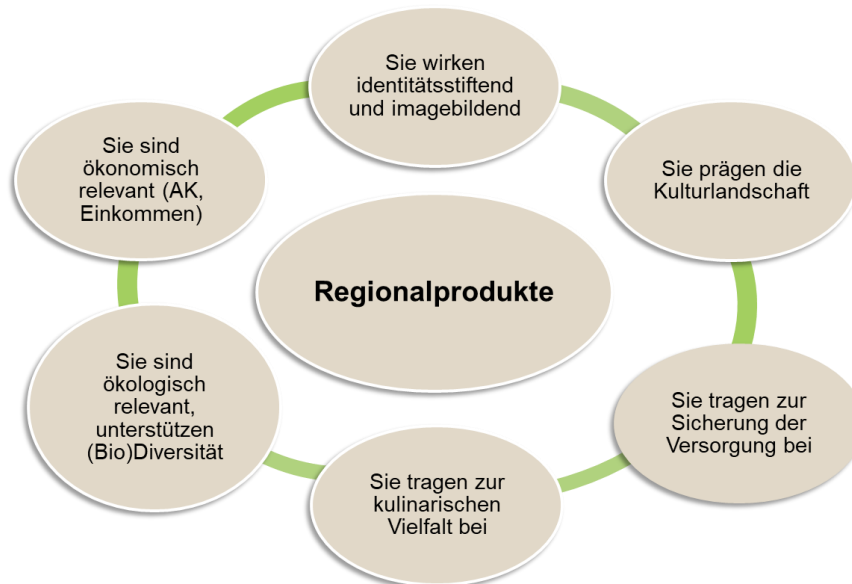 Sie wirken
identitätsstiftend
und imagebildend
Sie prägen die
Kulturlandschaft
Sie tragen zur
Sicherung der
Versorgung bei
Sie tragen zur
kulinarischen
Vielfalt bei
Sie sind
ökologisch
relevant,
unterstützen
(Bio)Diversität
Sie sind
ökonomisch
relevant (AK,
Einkommen)
Regionalprodukte